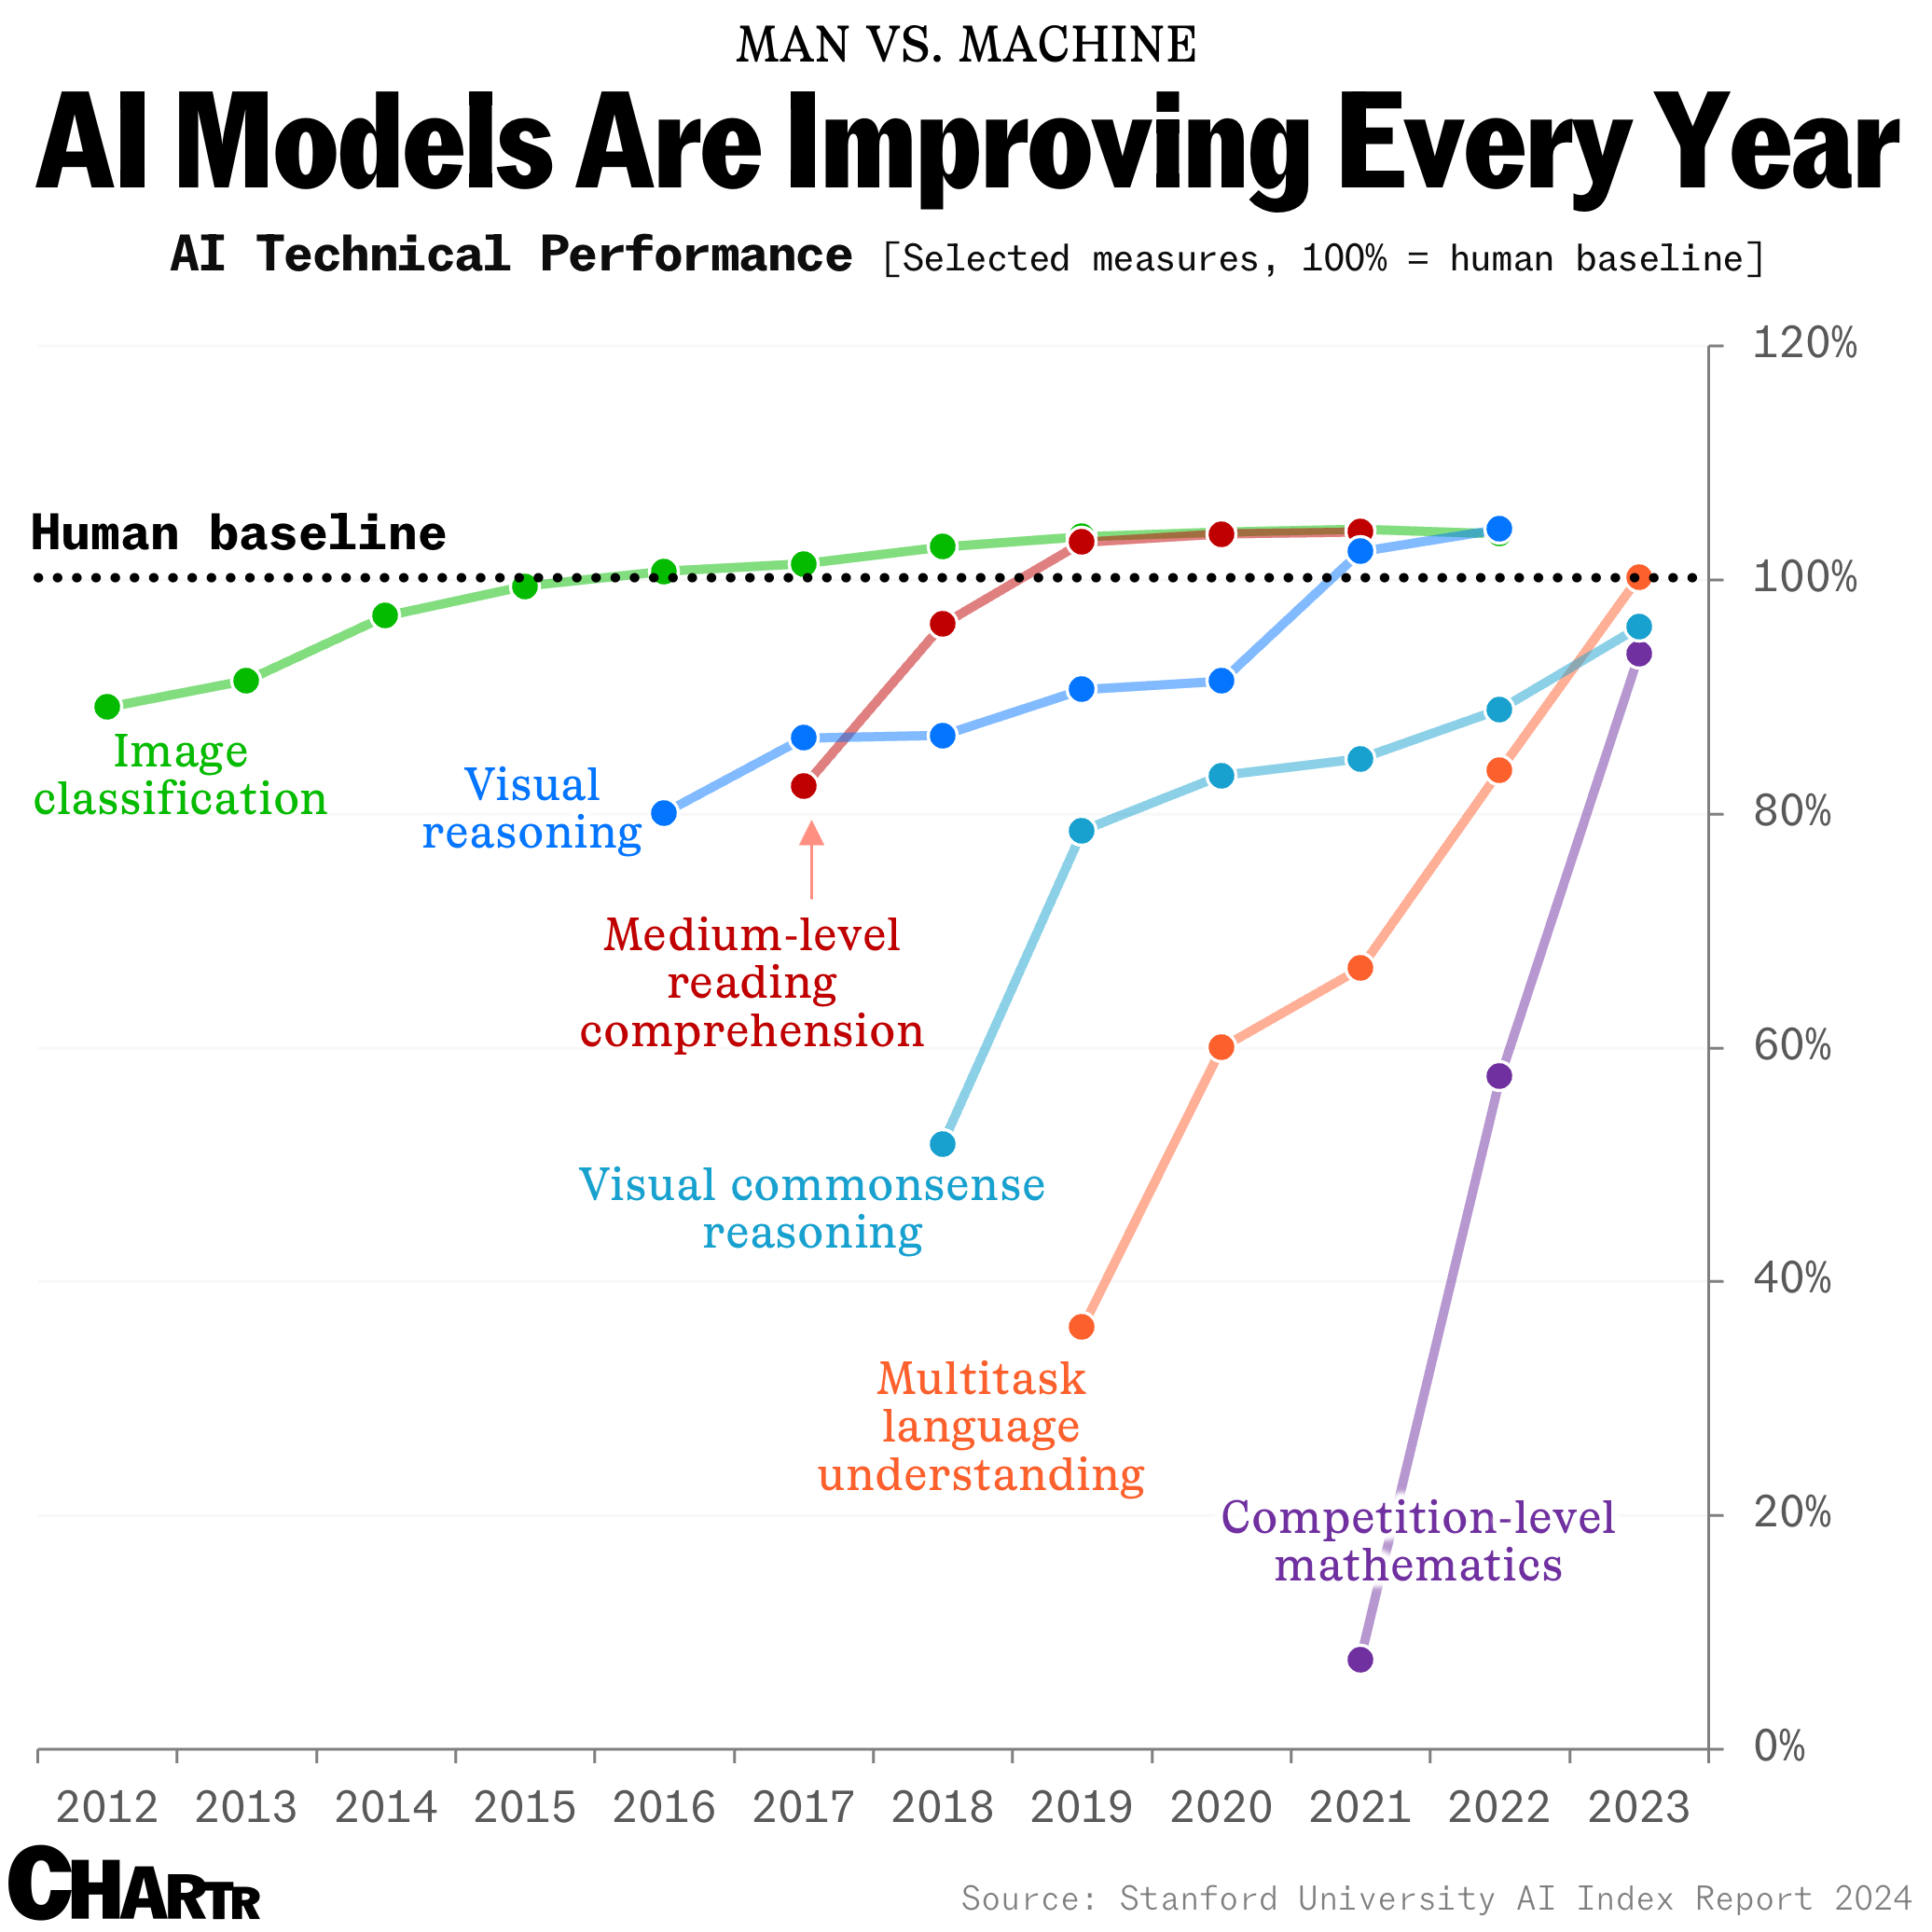 MAN VS. MACHINE
AI Models Are Improving Every Year
AI Technical Performance [Selected measures, 100% = human baseline]
120%
Human baseline
100%
Image
classification
Visual
reasoning
80%
Medium-level
reading
comprehension
60%
Visual commonsense
reasoning
40%
Multitask
language
understanding
Competition-level
mathematics
20%
0%
2012 2013 2014 2015 2016 2017 2018 2019 2020 2021 2022 2023
CHARTR
Source: Stanford University AI Index Report 2024